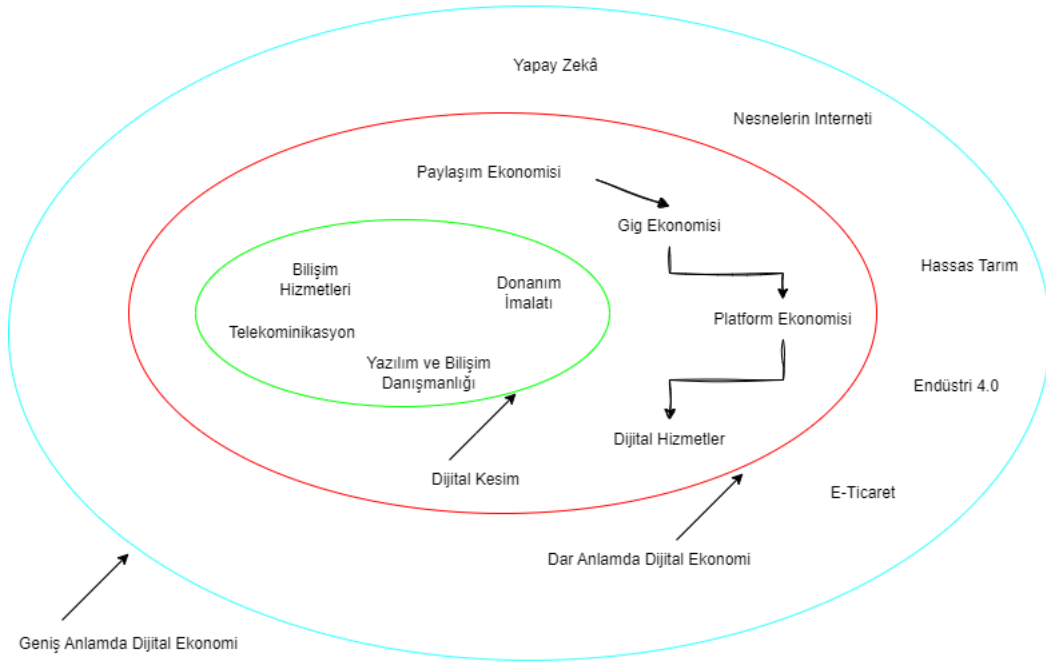 Yapay Zekâ
Nesnelerin Interneti
Paylaşım Ekonomisi
Gig Ekonomisi
Bilişim
Hizmetleri
Donanım
İmalatı
Hassas Tarım
Telekominikasyon
Platform Ekonomisi
Yazılım ve Bilişim
Danışmanlığı
Endüstri 4.0
Dijital Hizmetler
Dijital Kesim
E-Ticaret
Dar Anlamda Dijital Ekonomi
Geniş Anlamda Dijital Ekonomi